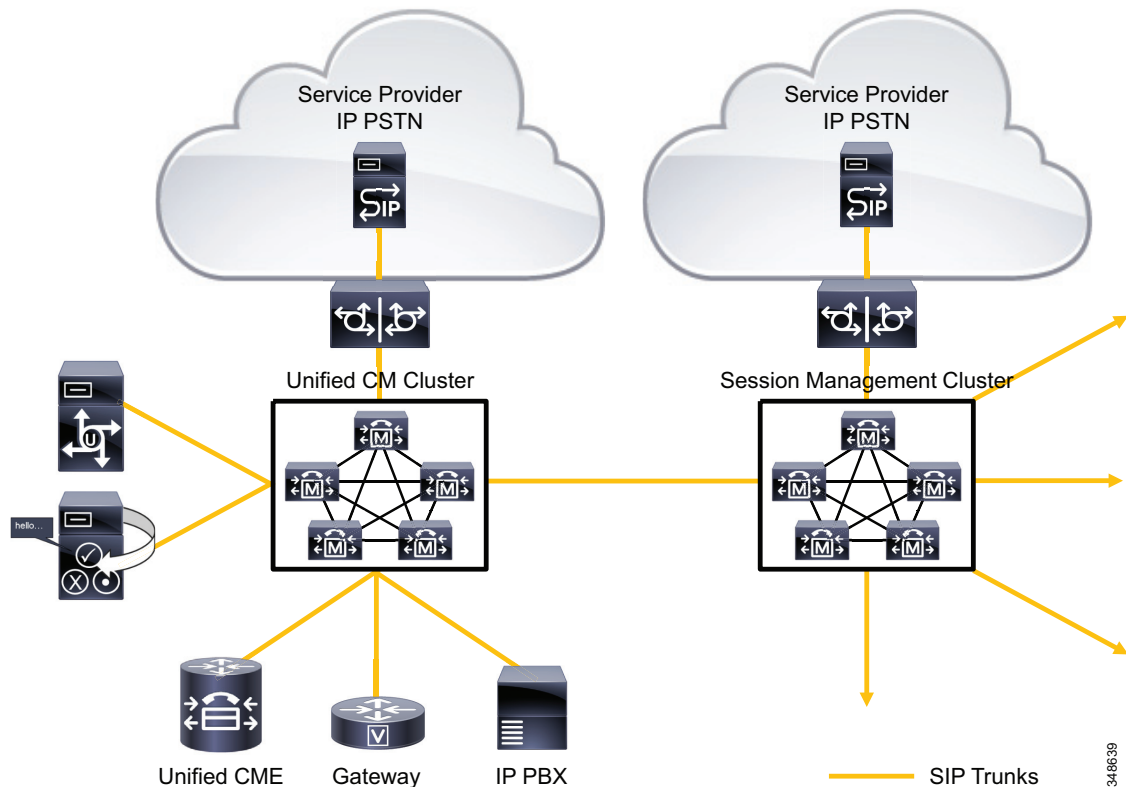 Service Provider
IP PSTN
Service Provider
IP PSTN
SIP
SIP
Unified CM Cluster
Session Management Cluster
U
M
M
M
M
M
M
M
M
M
M
hello...
X
V
Unified CME
Gateway
IP PBX
SIP Trunks
348639